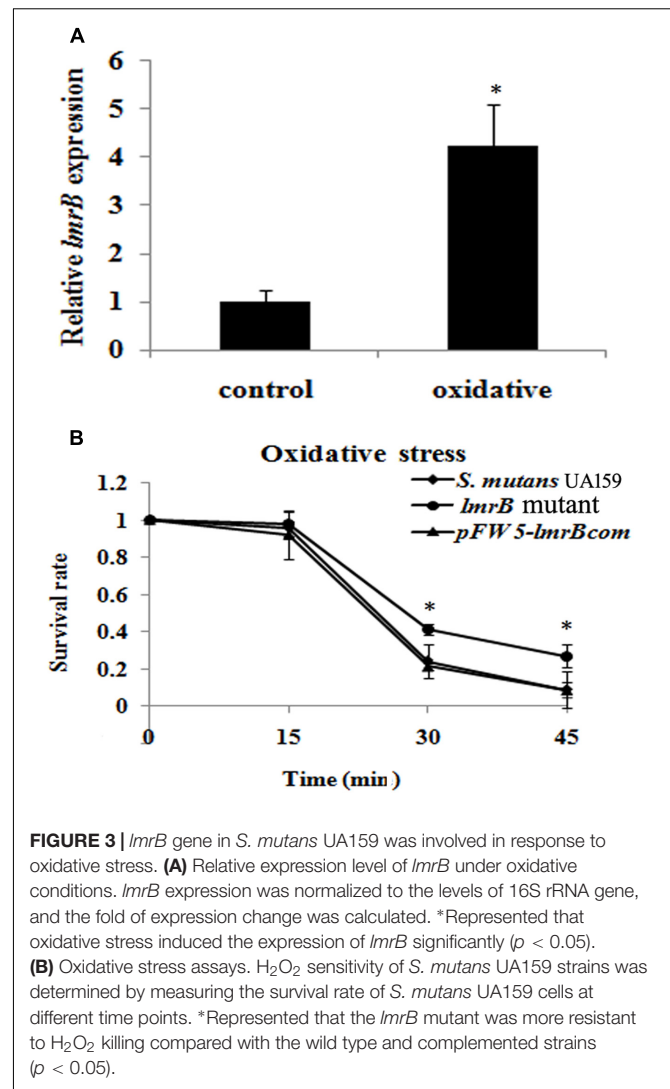 A
Relative lmrB expression
6
5
4
3
2
1
0
*
control
oxidative
B
Oxidative stress
S. mutans UA159
lmrB mutant
pFW 5-lmrBcom
Survival rate
1.2
1
0.8
0.6
0.4
0.2
0
*
*
0
15
30
45
Time (min)
FIGURE 3 | lmrB gene in S. mutans UA159 was involved in response to
oxidative stress. (A) Relative expression level of lmrB under oxidative
conditions. lmrB expression was normalized to the levels of 16S rRNA gene,
and the fold of expression change was calculated. *Represented that
oxidative stress induced the expression of lmrB significantly (p < 0.05).
(B) Oxidative stress assays. H₂O₂ sensitivity of S. mutans UA159 strains was
determined by measuring the survival rate of S. mutans UA159 cells at
different time points. *Represented that the lmrB mutant was more resistant
to H₂O₂ killing compared with the wild type and complemented strains
(p < 0.05).